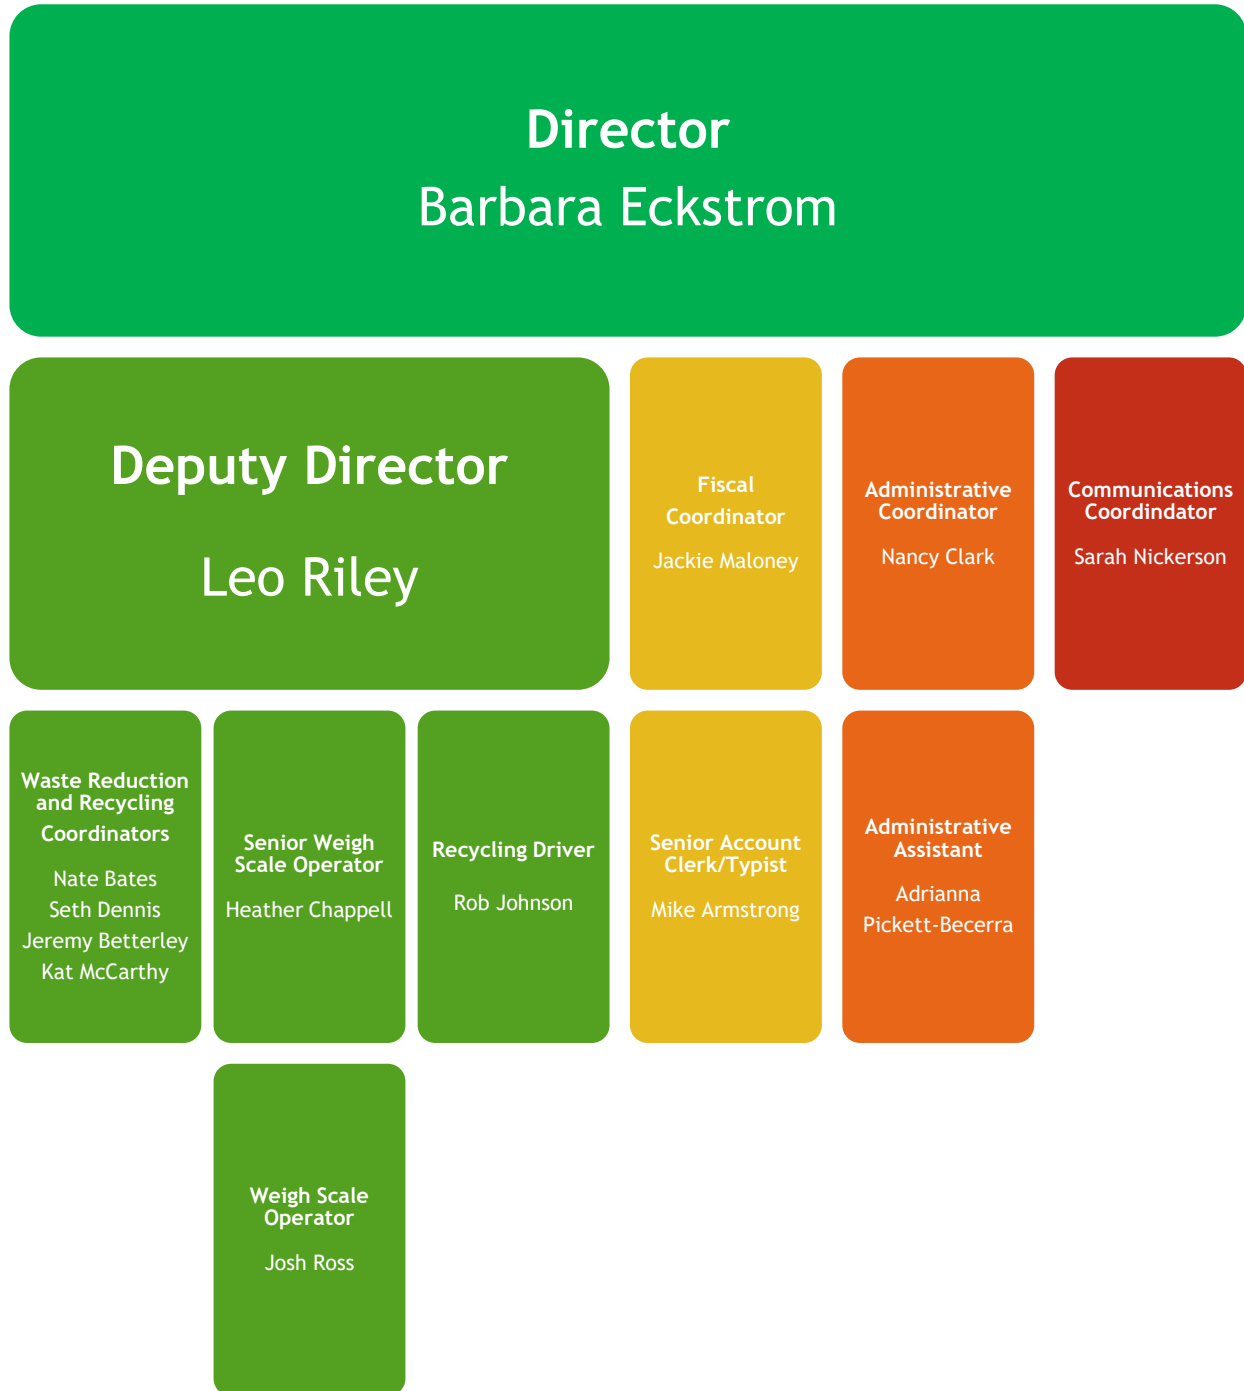 Director
Barbara Eckstrom
Deputy Director
Leo Riley
Fiscal
Coordinator
Jackie Maloney
Administrative
Coordinator
Nancy Clark
Communications
Coordindator
Sarah Nickerson
Waste Reduction
and Recycling
Coordinators
Nate Bates
Seth Dennis
Jeremy Betterley
Kat McCarthy
Senior Weigh
Scale Operator
Heather Chappell
Recycling Driver
Rob Johnson
Senior Account
Clerk/Typist
Mike Armstrong
Administrative
Assistant
Adrianna
Pickett-Becerra
Weigh Scale
Operator
Josh Ross